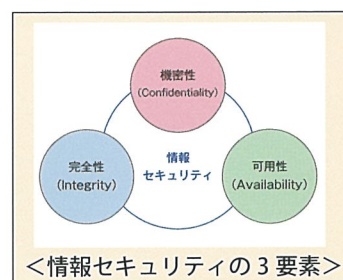 機密性
(Confidentiality)
情報
セキュリティ
完全性
(Integrity)
可用性
(Availability)
＜情報セキュリティの3要素＞